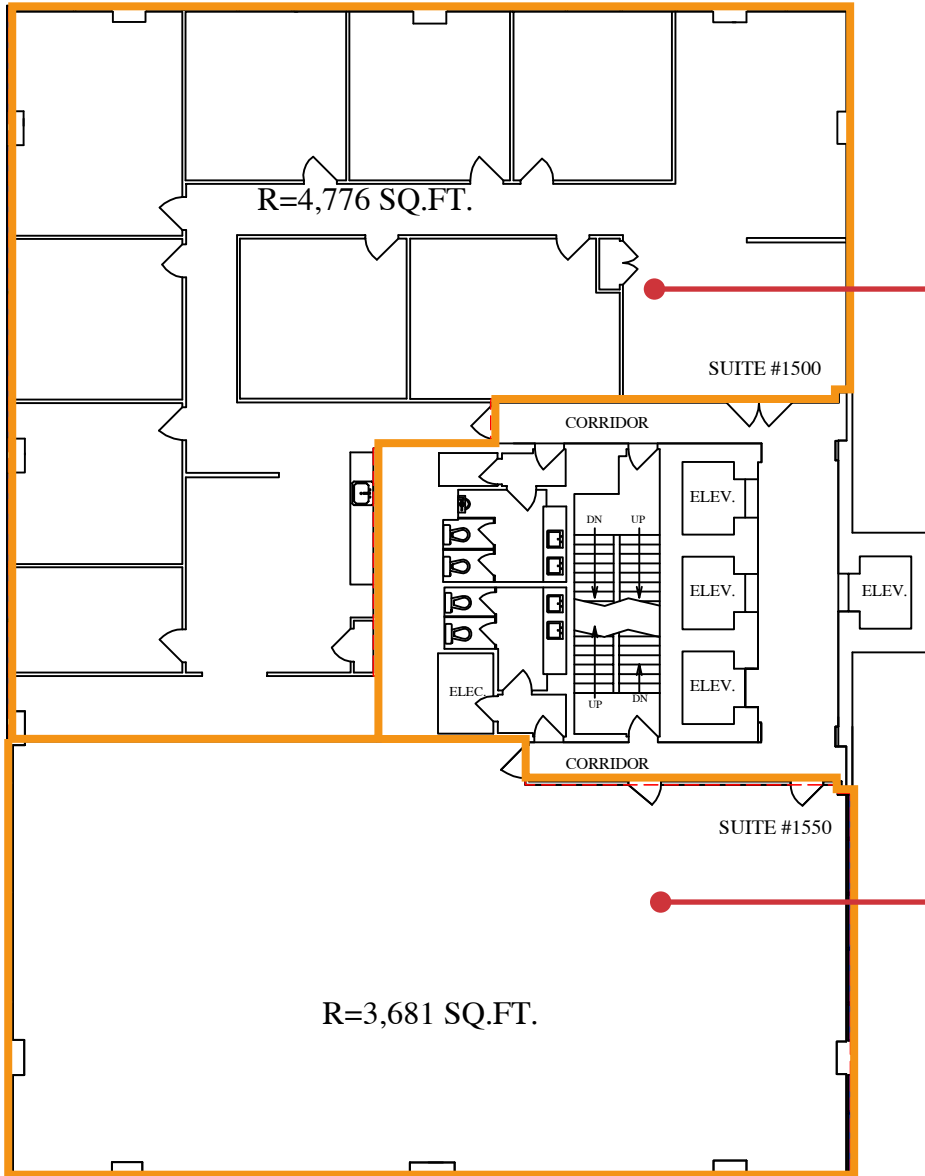 R=4,776 SQ.FT.
SUITE #1500
CORRIDOR
ELEV.
DN UP
ELEV. ELEV.
ELEV.
ELEC.
UP DN
CORRIDOR
SUITE #1550
R=3,681 SQ.FT.